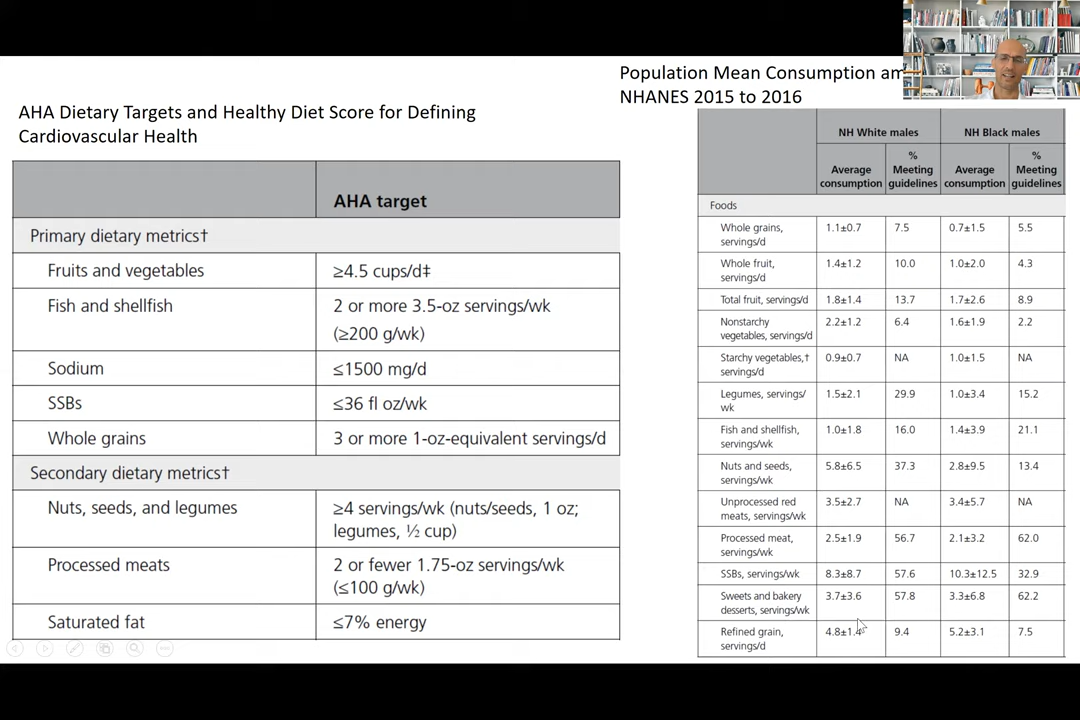 Population Mean Consumption am
NHANES 2015 to 2016
AHA Dietary Targets and Healthy Diet Score for Defining
Cardiovascular Health
AHA target
Primary dietary metrics†
Fruits and vegetables ≥4.5 cups/d‡
Fish and shellfish 2 or more 3.5-oz servings/wk
(≥200 g/wk)
Sodium ≤1500 mg/d
SSBs ≤36 fl oz/wk
Whole grains 3 or more 1-oz-equivalent servings/d
Secondary dietary metrics†
Nuts, seeds, and legumes ≥4 servings/wk (nuts/seeds, 1 oz;
legumes, ½ cup)
Processed meats 2 or fewer 1.75-oz servings/wk
(≤100 g/wk)
Saturated fat ≤7% energy
NH White males NH Black males
% %
Average Meeting Average Meeting
consumption guidelines consumption guidelines
Foods
Whole grains, 1.1±0.7 7.5 0.7±1.5 5.5
servings/d
Whole fruit, 1.4±1.2 10.0 1.0±2.0 4.3
servings/d
Total fruit, servings/d 1.8±1.4 13.7 1.7±2.6 8.9
Nonstarchy 2.2±1.2 6.4 1.6±1.9 2.2
vegetables, servings/d
Starchy vegetables,† 0.9±0.7 NA 1.0±1.5 NA
servings/d
Legumes, servings/ 1.5±2.1 29.9 1.0±3.4 15.2
wk
Fish and shellfish, 1.0±1.8 16.0 1.4±3.9 21.1
servings/wk
Nuts and seeds, 5.8±6.5 37.3 2.8±9.5 13.4
servings/wk
Unprocessed red 3.5±2.7 NA 3.4±5.7 NA
meats, servings/wk
Processed meat, 2.5±1.9 56.7 2.1±3.2 62.0
servings/wk
SSBs, servings/wk 8.3±8.7 57.6 10.3±12.5 32.9
Sweets and bakery 3.7±3.6 57.8 3.3±6.8 62.2
desserts, servings/wk
Refined grain, 4.8±1.4 9.4 5.2±3.1 7.5
servings/d